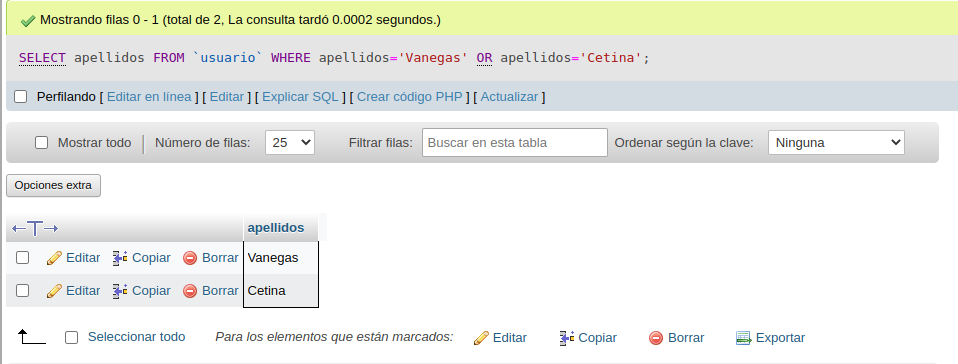 Mostrando filas 0 - 1 (total de 2, La consulta tardó 0.0002 segundos.)
SELECT apellidos FROM `usuario` WHERE apellidos='Vanegas' OR apellidos='Cetina';
Perfilando [ Editar en línea ] [ Editar ] [ Explicar SQL ] [ Crear código PHP ] [ Actualizar ]
Mostrar todo Número de filas: 25 Filtrar filas: Buscar en esta tabla Ordenar según la clave: Ninguna
Opciones extra
apellidos
Editar Copiar Borrar Vanegas
Editar Copiar Borrar Cetina
Seleccionar todo Para los elementos que están marcados: Editar Copiar Borrar Exportar